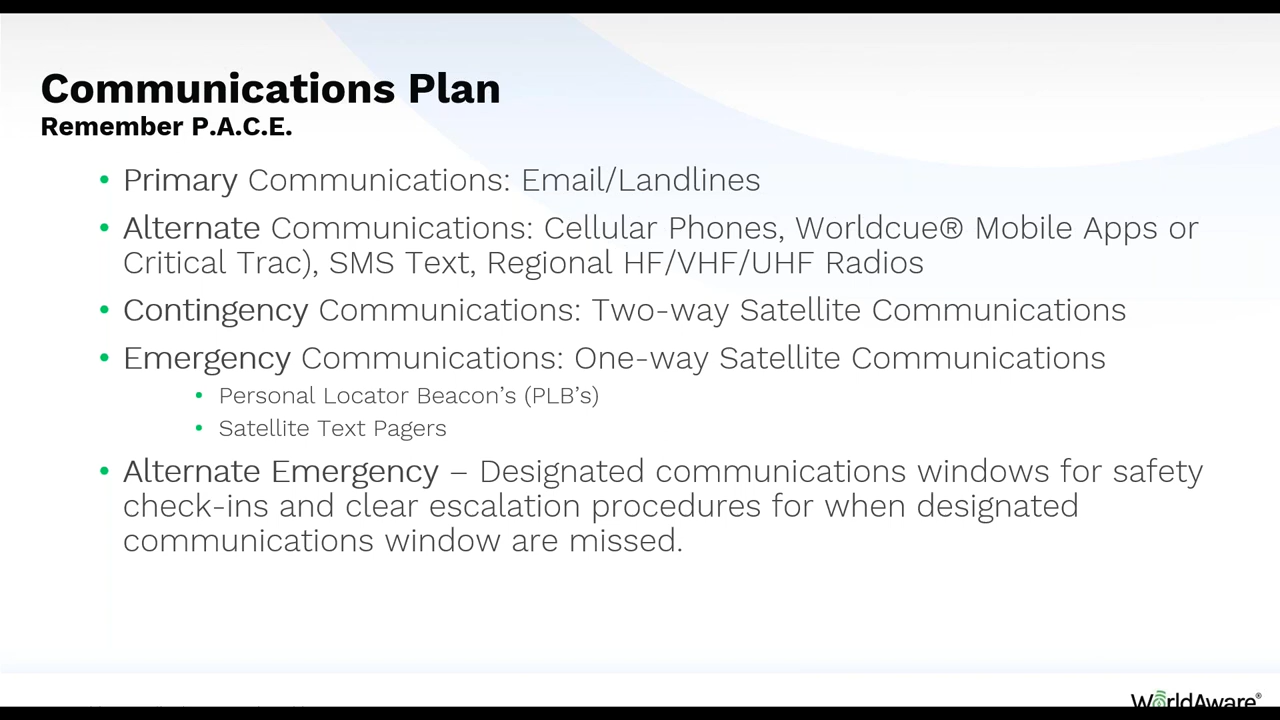 Communications Plan
Remember P.A.C.E.
• Primary Communications: Email/Landlines
• Alternate Communications: Cellular Phones, Worldcue® Mobile Apps or
Critical Trac), SMS Text, Regional HF/VHF/UHF Radios
• Contingency Communications: Two-way Satellite Communications
• Emergency Communications: One-way Satellite Communications
• Personal Locator Beacon’s (PLB’s)
• Satellite Text Pagers
• Alternate Emergency – Designated communications windows for safety
check-ins and clear escalation procedures for when designated
communications window are missed.
WorldAware®